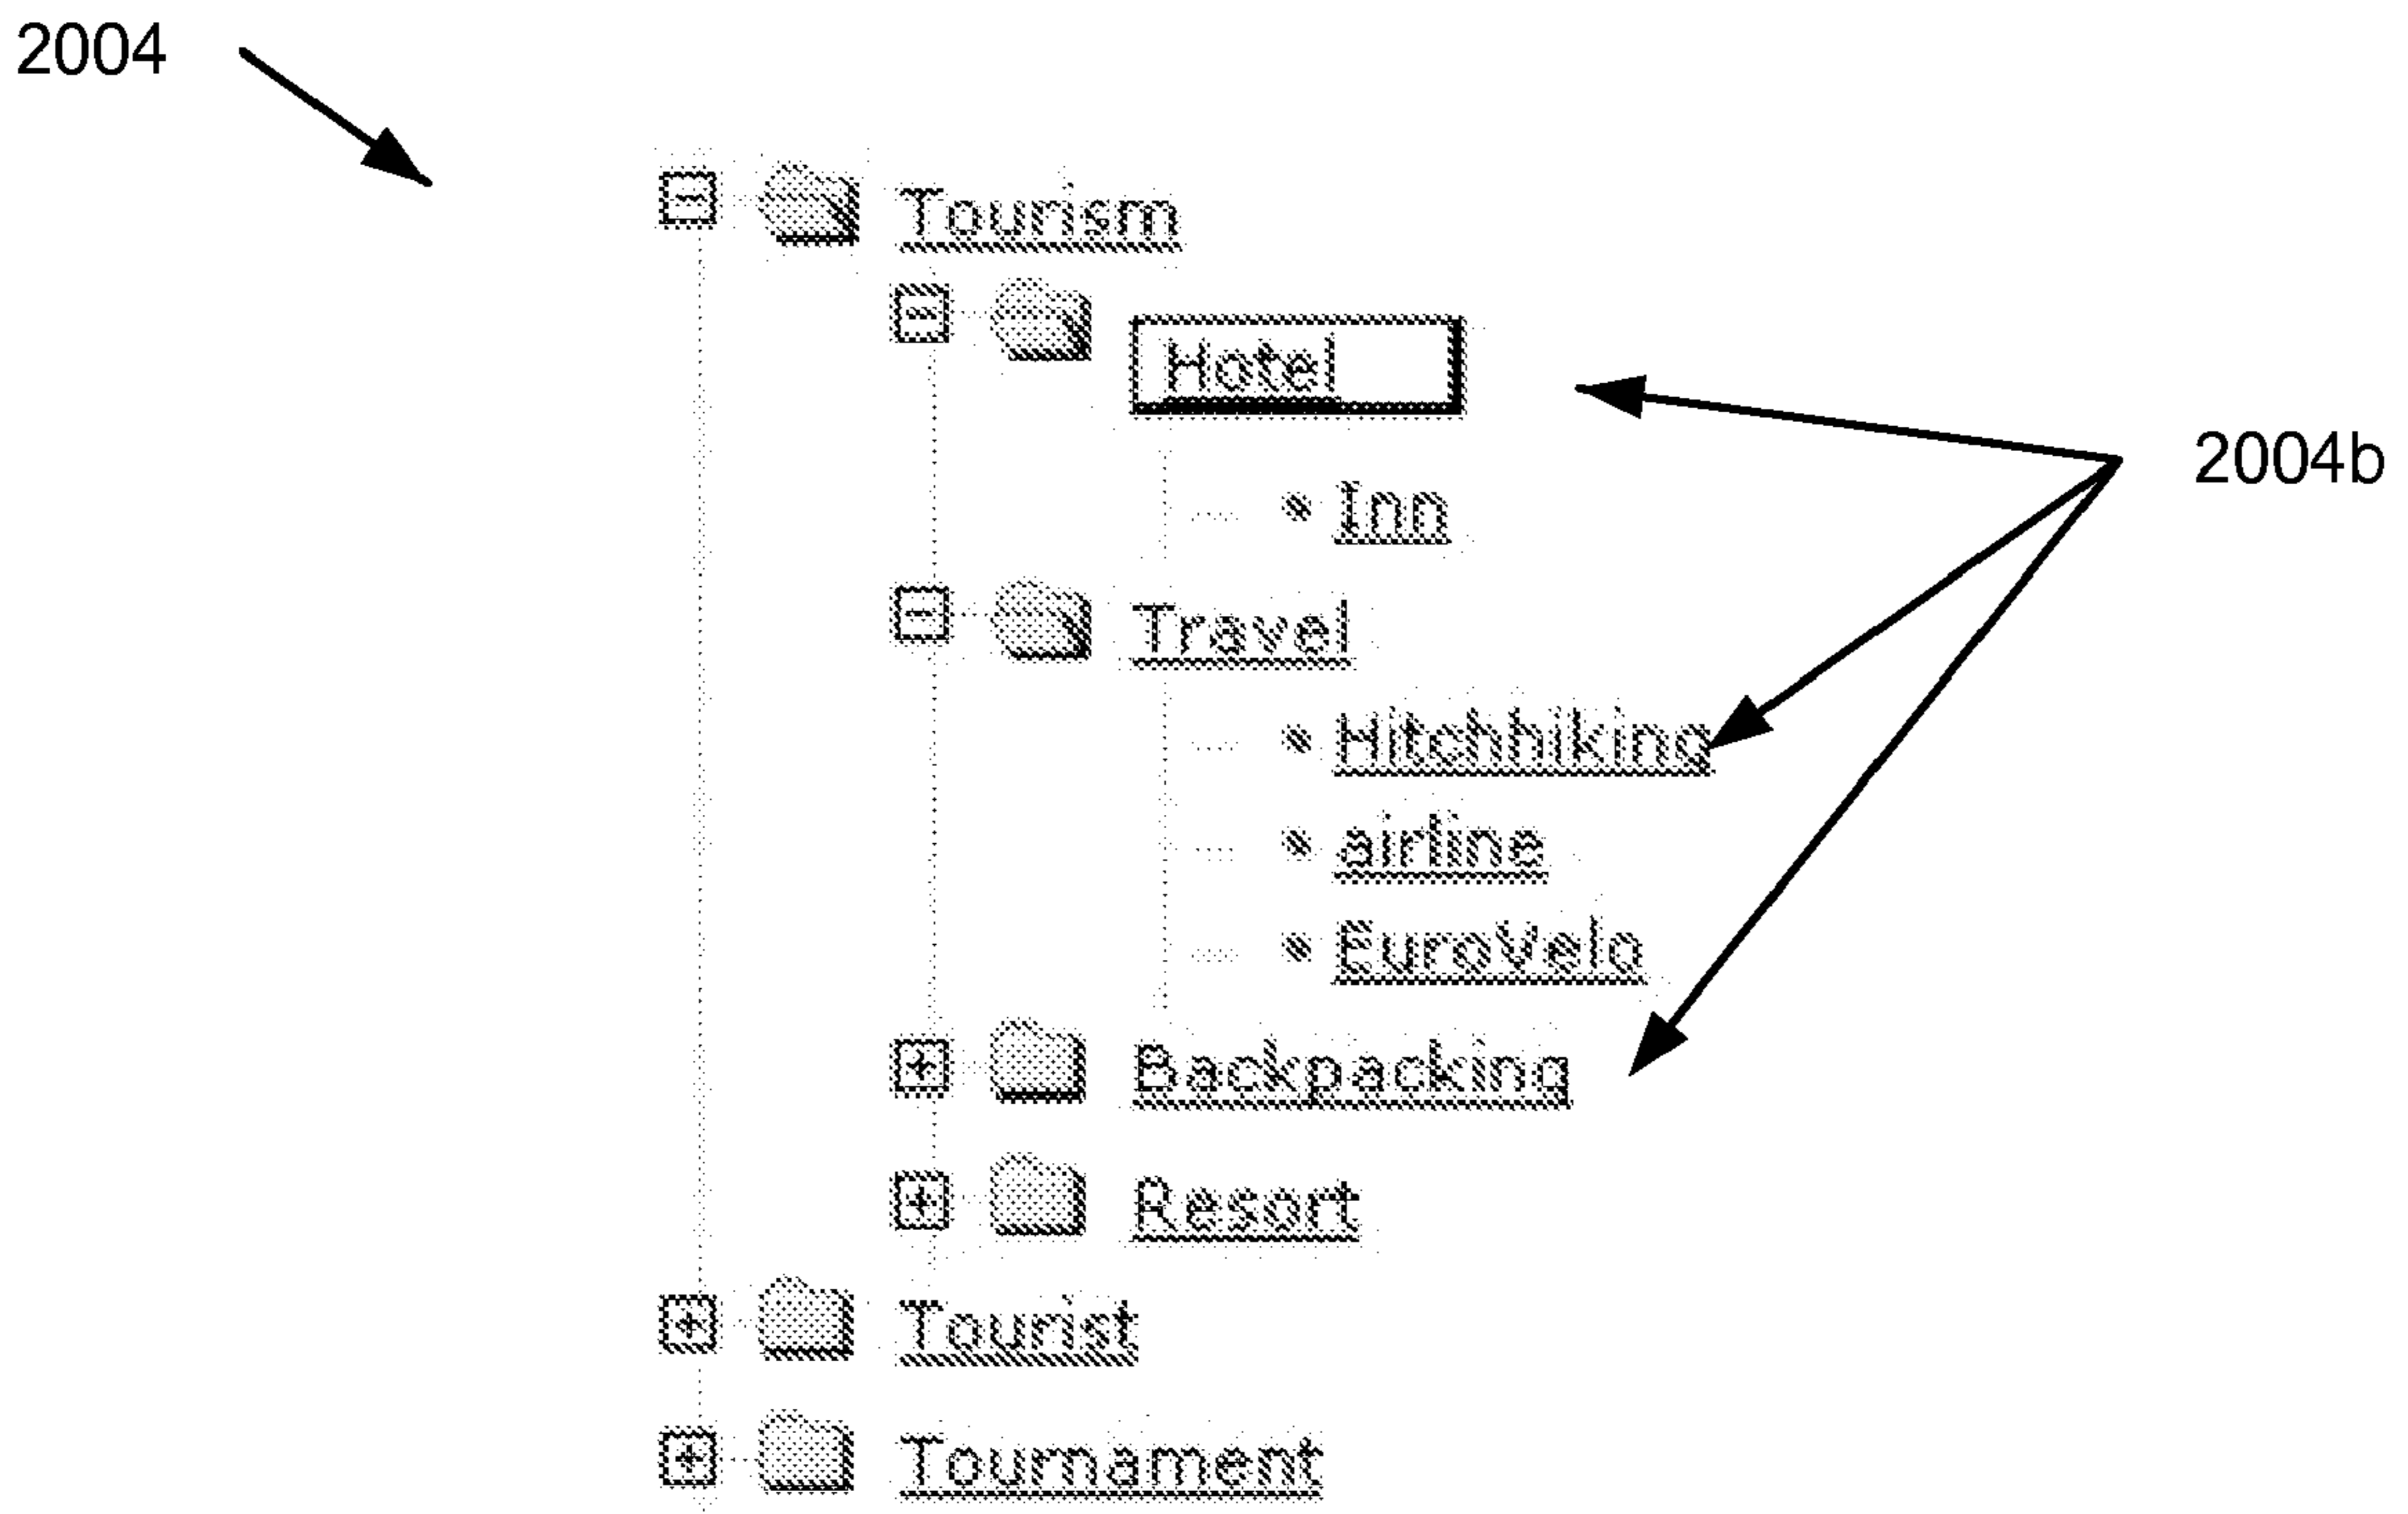 2004
Tourism
Hotel
2004b
Inn
Travel
Hitchhiking
airline
EuroVelo
Backpacking
Resort
Tourist
Tournament